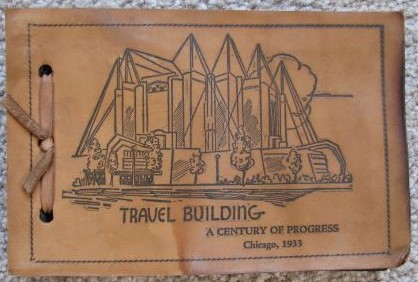 TRAVEL BUILDING
A CENTURY OF PROGRESS
Chicago, 1933